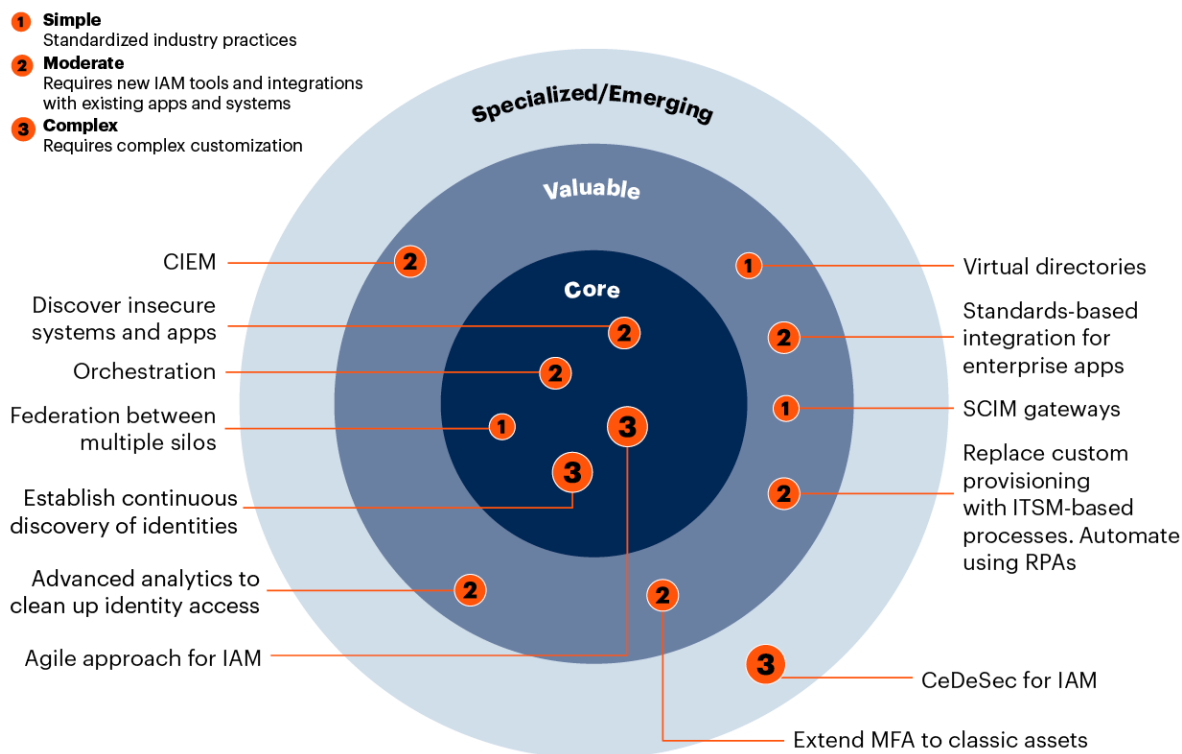 1 Simple
Standardized industry practices
2 Moderate
Requires new IAM tools and integrations
with existing apps and systems
3 Complex
Requires complex customization
Specialized/Emerging
Valuable
Core
CIEM
2
Discover insecure
systems and apps
2
Orchestration
2
Federation between
multiple silos
1
Establish continuous
discovery of identities
3
Advanced analytics to
clean up identity access
2
Agile approach for IAM
3
1
Virtual directories
2
Standards-based
integration for
enterprise apps
1
SCIM gateways
2
Replace custom
provisioning
with ITSM-based
processes. Automate
using RPAs
3
CeDeSec for IAM
2
Extend MFA to classic assets